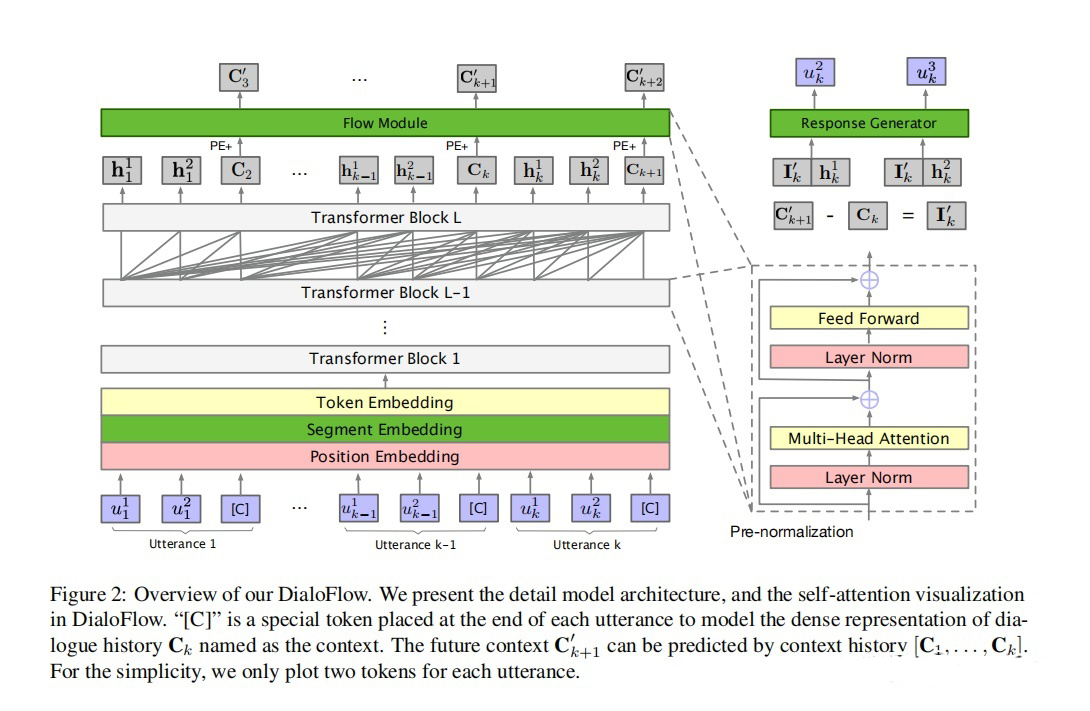 C′₃ ... C′ₖ₊₁ C′ₖ₊₂
Flow Module
PE+ PE+ PE+
h¹₁ h²₁ C₂ ... h¹ₖ₋₁ h²ₖ₋₁ Cₖ h¹ₖ h²ₖ Cₖ₊₁
Transformer Block L
Transformer Block L-1
⋮
Transformer Block 1
Token Embedding
Segment Embedding
Position Embedding
u¹₁ u²₁ [C] ... u¹ₖ₋₁ u²ₖ₋₁ [C] u¹ₖ u²ₖ [C]
Utterance 1 Utterance k-1 Utterance k
u²ₖ u³ₖ
Response Generator
I′ₖ h¹ₖ I′ₖ h²ₖ
C′ₖ₊₁ - Cₖ = I′ₖ
Feed Forward
Layer Norm
Multi-Head Attention
Layer Norm
Pre-normalization
Figure 2: Overview of our DialoFlow. We present the detail model architecture, and the self-attention visualization
in DialoFlow. “[C]” is a special token placed at the end of each utterance to model the dense representation of dia-
logue history Cₖ named as the context. The future context C′ₖ₊₁ can be predicted by context history [C₁, . . . , Cₖ].
For the simplicity, we only plot two tokens for each utterance.